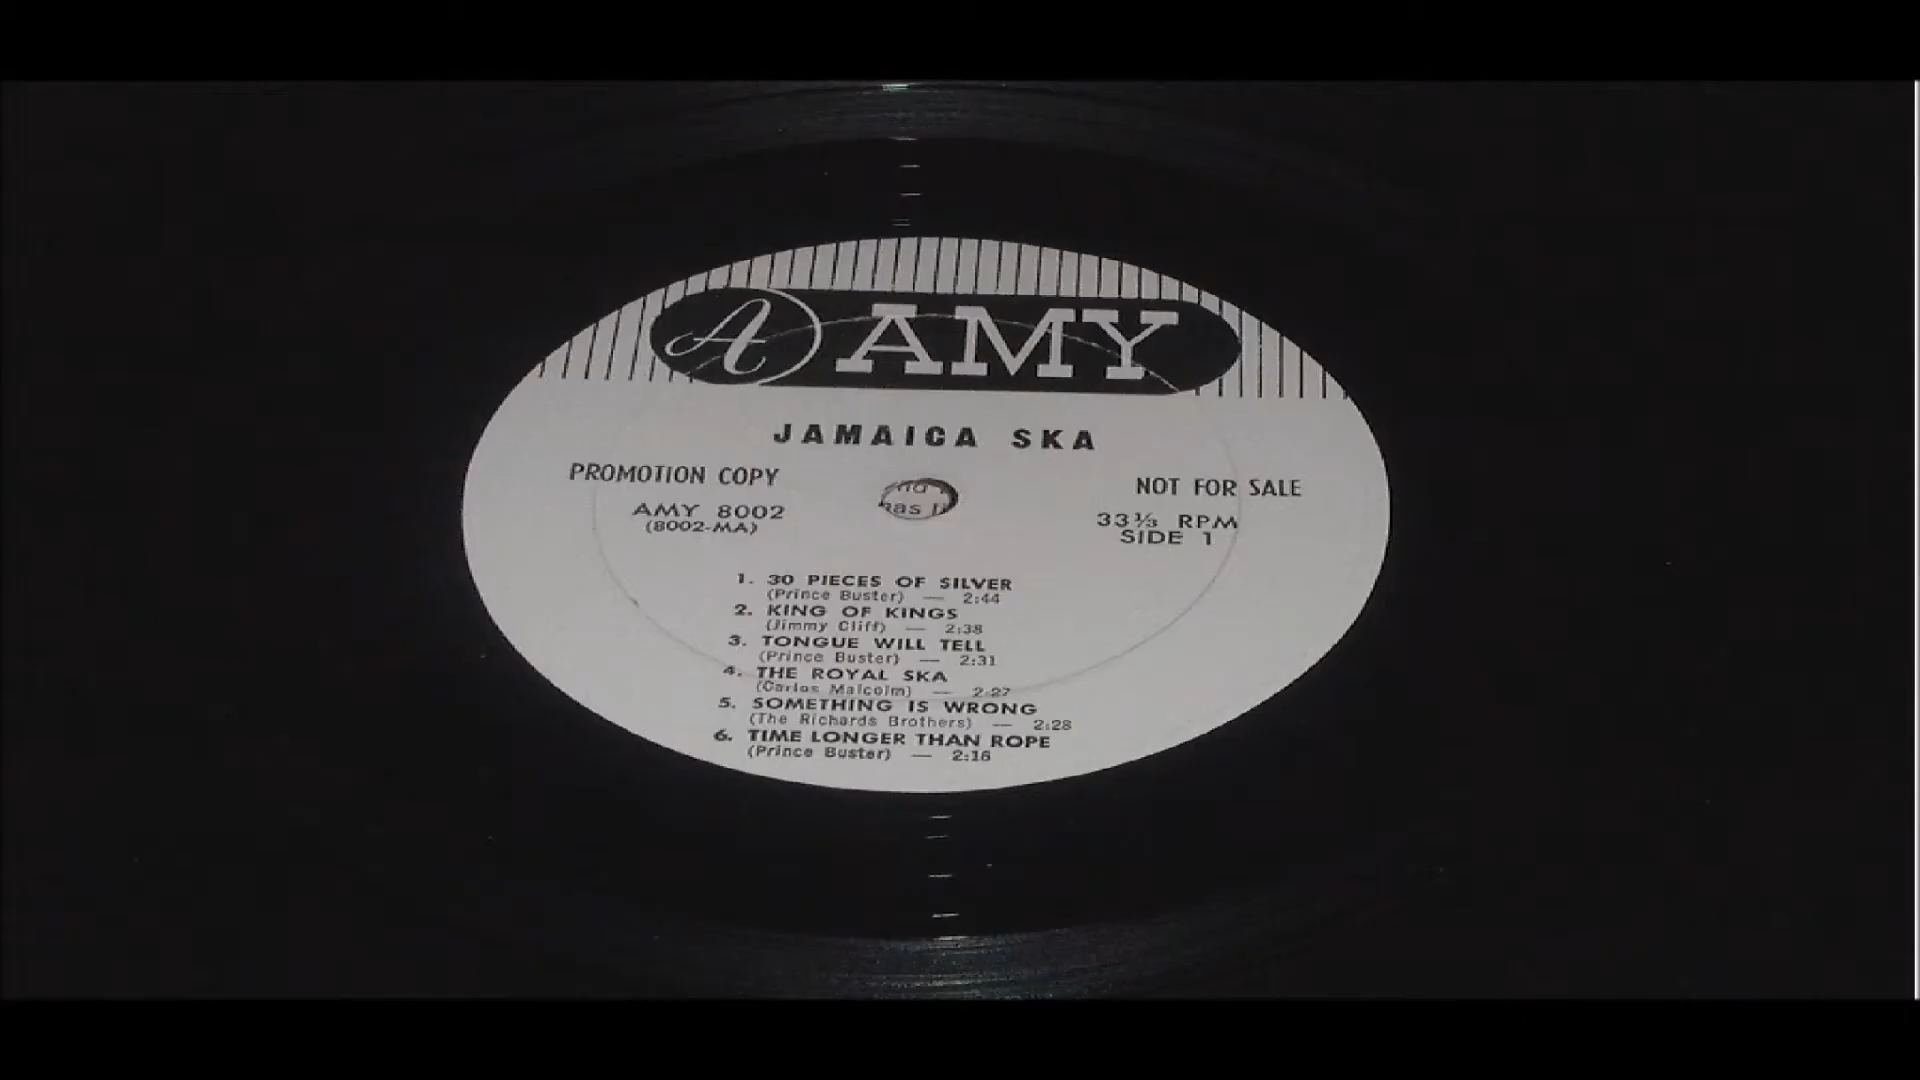 A AMY
JAMAICA SKA
PROMOTION COPY
NOT FOR SALE
AMY 8002
(8002-MA)
33⅓ RPM
SIDE 1
1. 30 PIECES OF SILVER
(Prince Buster) — 2:44
2. KING OF KINGS
(Jimmy Cliff) — 2:38
3. TONGUE WILL TELL
(Prince Buster) — 2:31
4. THE ROYAL SKA
(Carlos Malcolm) — 2:27
5. SOMETHING IS WRONG
(The Richards Brothers) — 2:28
6. TIME LONGER THAN ROPE
(Prince Buster) — 2:16